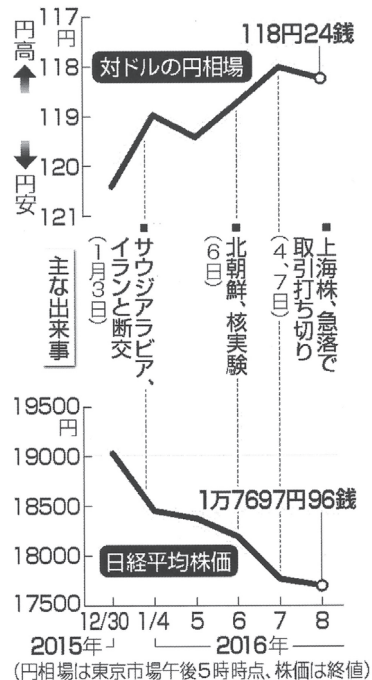 117
円
円高
118
119
120
121
円安
対ドルの円相場
118円24銭
主な出来事
■サウジアラビア、
イランと断交
(1月3日)
■北朝鮮、核実験
(6日)
■上海株、急落で
取引打ち切り
(4、7日)
19500
円
19000
18500
18000
17500
1万7697円96銭
日経平均株価
12/30 1/4 5 6 7 8
2015年 2016年
(円相場は東京市場午後5時時点、株価は終値)